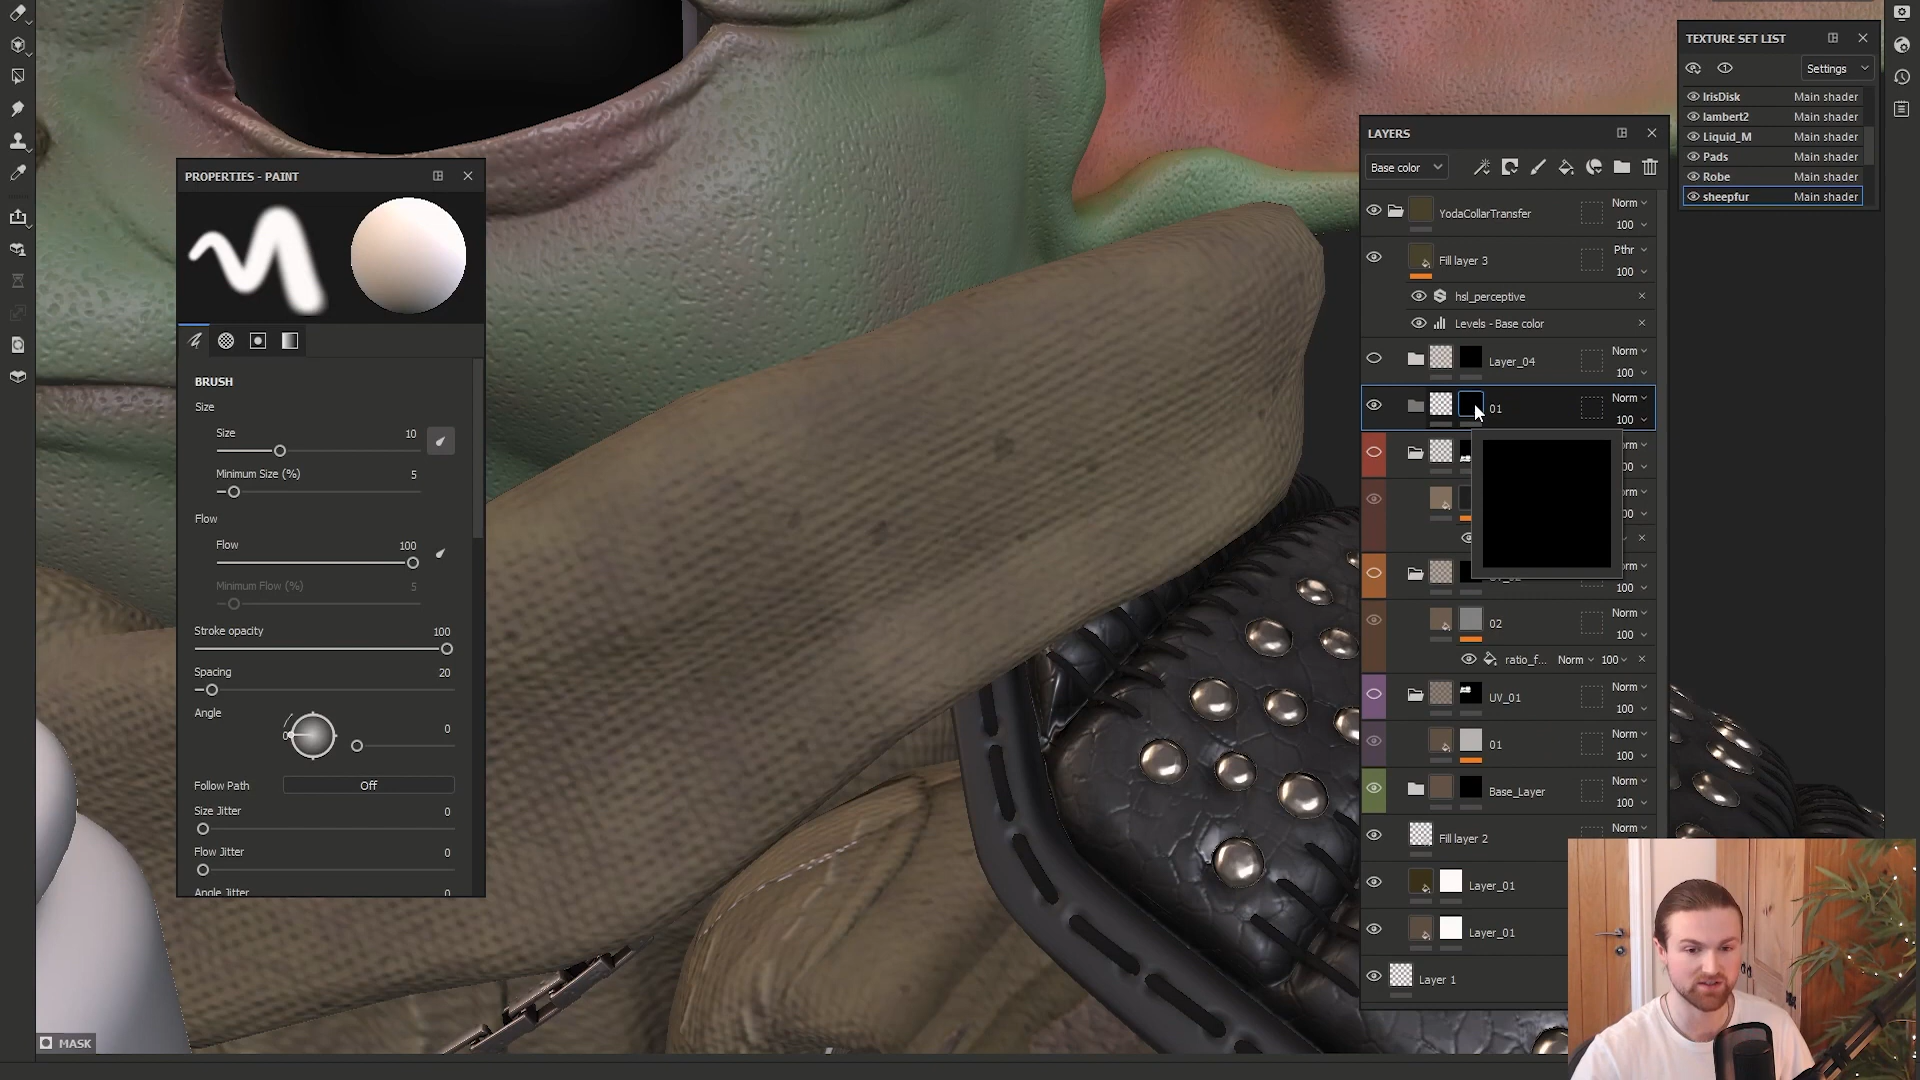 TEXTURE SET LIST
Settings
IrisDisk Main shader
lambert2 Main shader
Liquid_M Main shader
Pads Main shader
Robe Main shader
sheepfur Main shader
PROPERTIES - PAINT
BRUSH
Size
Size 10
Minimum Size (%) 5
Flow
Flow 100
Minimum Flow (%) 5
Stroke opacity 100
Spacing 20
Angle
0 0
Follow Path Off
Size Jitter 0
Flow Jitter 0
Angle Jitter 0
MASK
LAYERS
Base color
YodaCollarTransfer Norm
100
Fill layer 3 Pthr
100
hsl_perceptive
Levels - Base color
Layer_04 Norm
100
01 Norm
100
02 Norm
100
ratio_f... Norm 100
UV_01 Norm
100
01 Norm
100
Base_Layer Norm
100
Fill layer 2 Norm
Layer_01
Layer_01
Layer 1